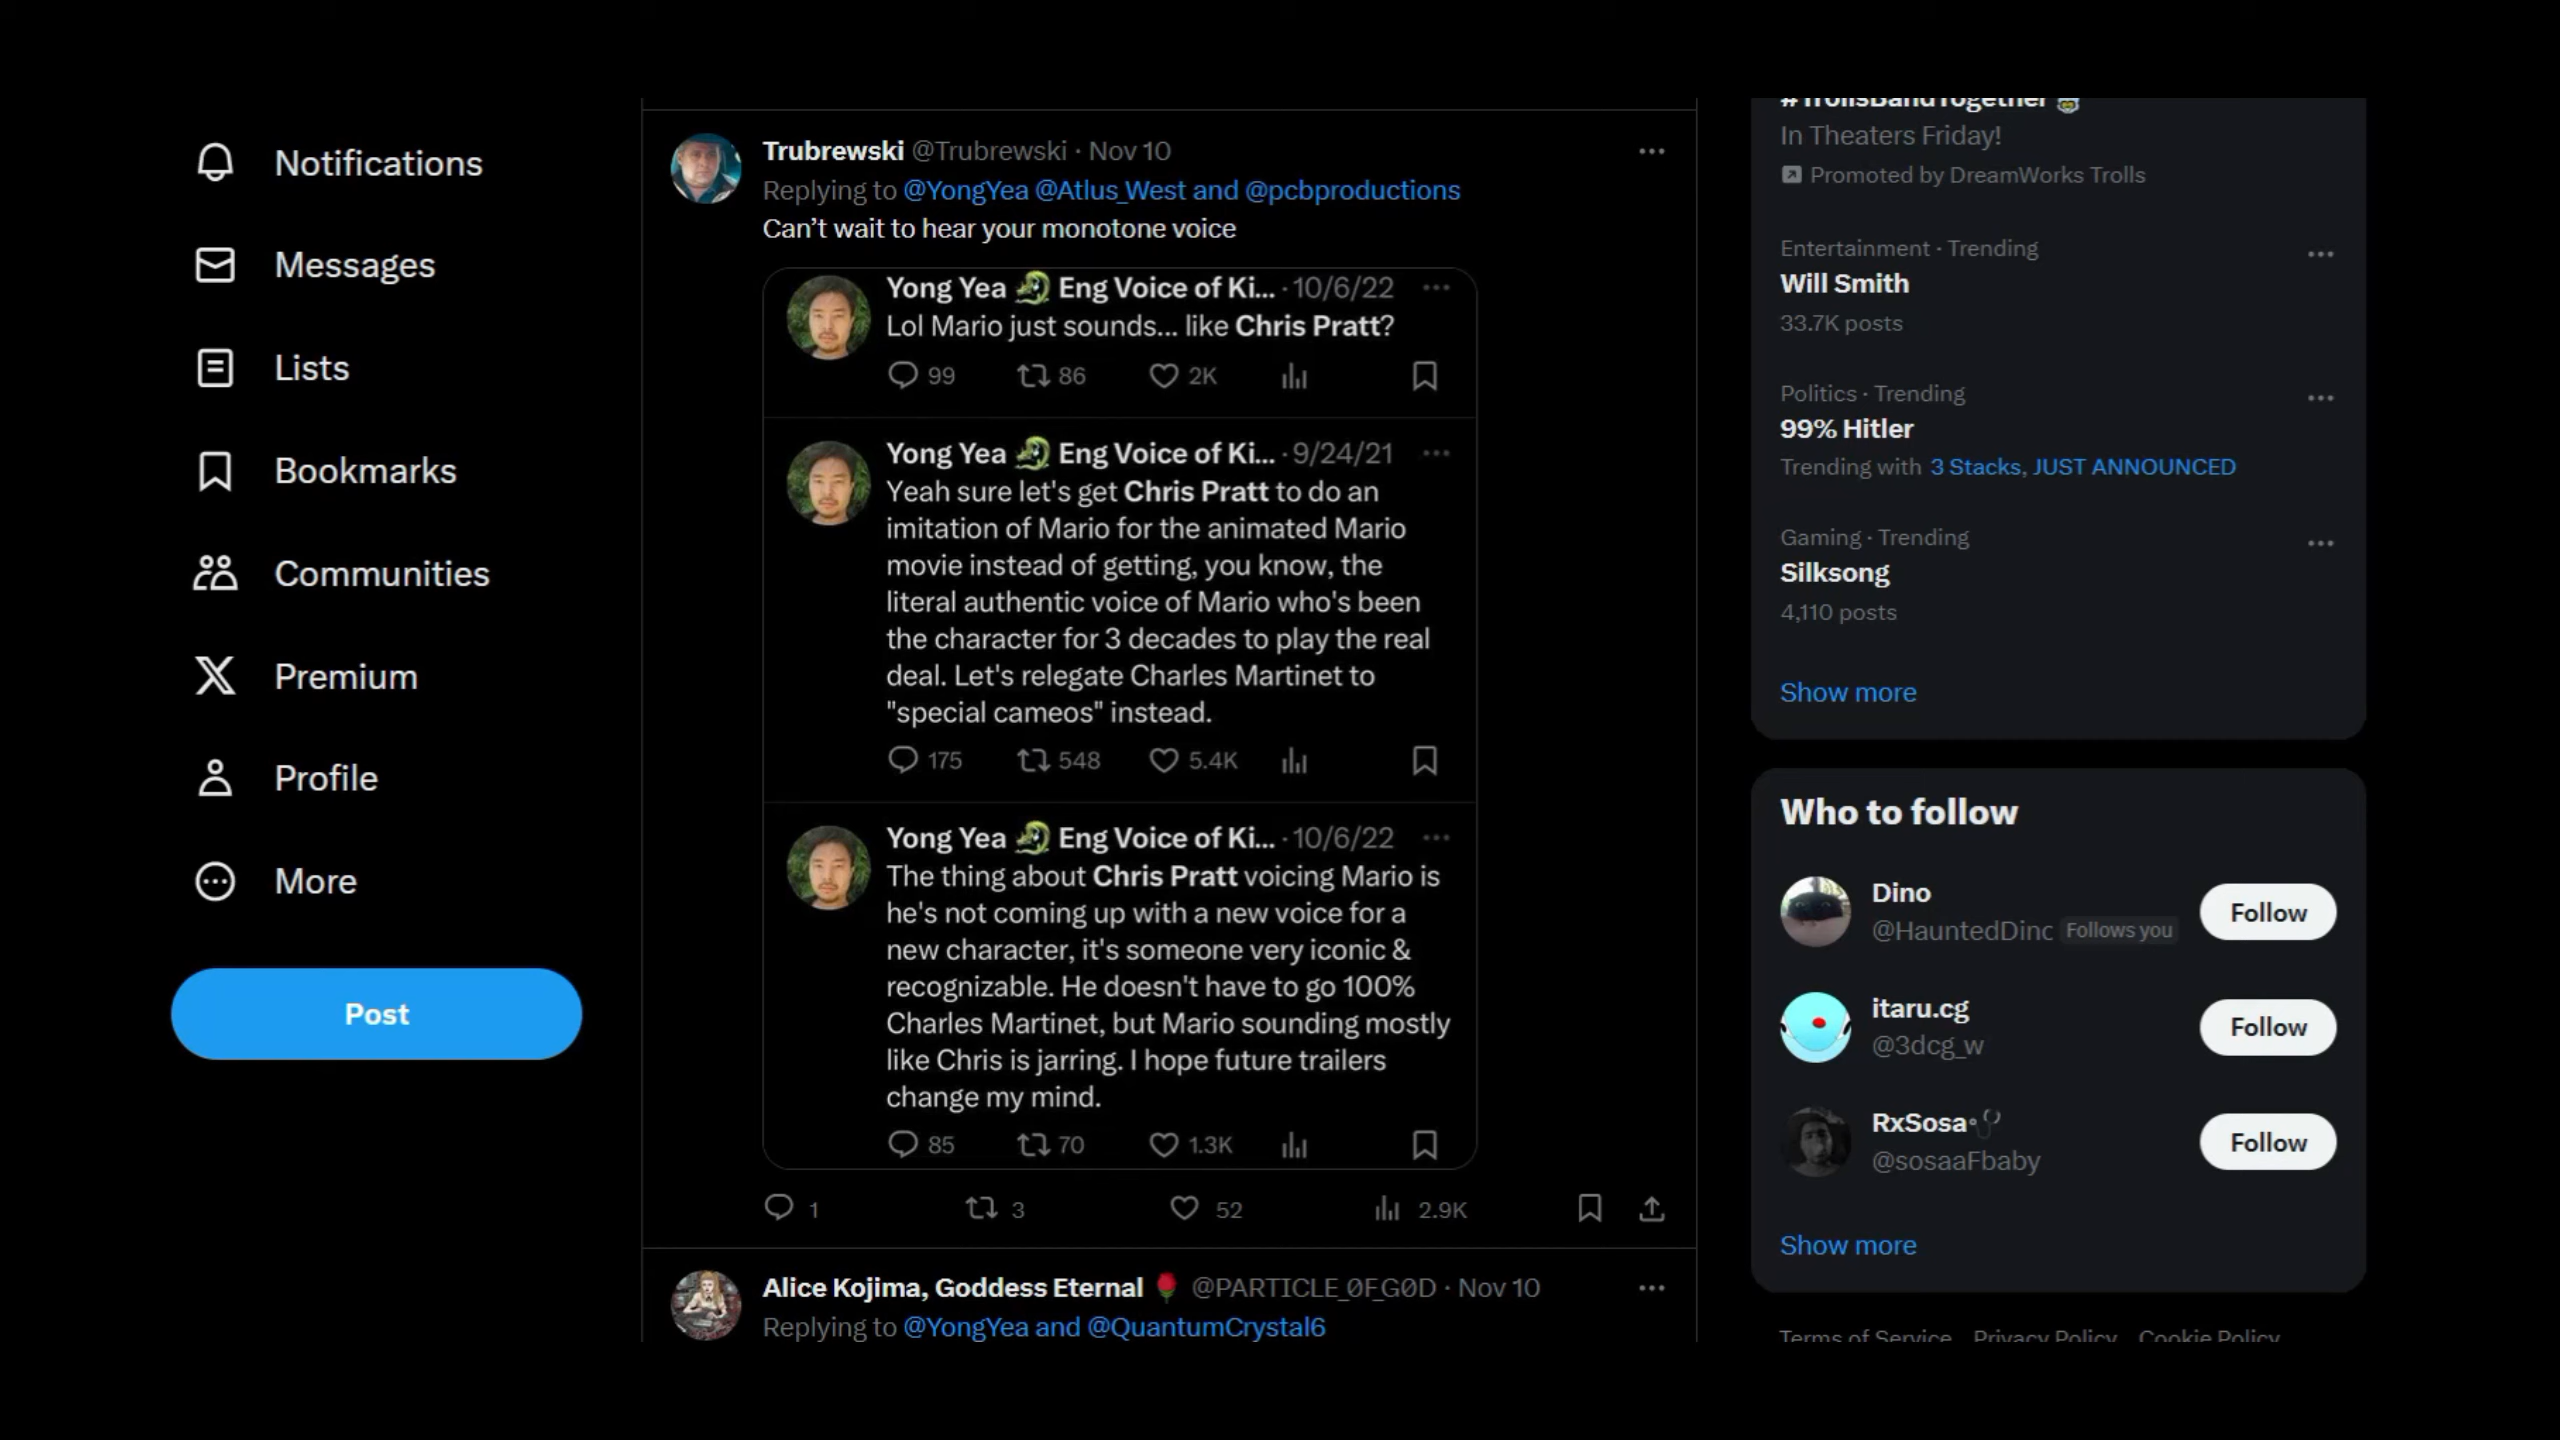 Notifications
Messages
Lists
Bookmarks
Communities
Premium
Profile
More
Post
Trubrewski @Trubrewski · Nov 10
Replying to @YongYea @Atlus_West and @pcbproductions
Can’t wait to hear your monotone voice
Yong Yea 🐉 Eng Voice of Ki... · 10/6/22
Lol Mario just sounds... like Chris Pratt?
99 86 2K
Yong Yea 🐉 Eng Voice of Ki... · 9/24/21
Yeah sure let's get Chris Pratt to do an
imitation of Mario for the animated Mario
movie instead of getting, you know, the
literal authentic voice of Mario who's been
the character for 3 decades to play the real
deal. Let's relegate Charles Martinet to
"special cameos" instead.
175 548 5.4K
Yong Yea 🐉 Eng Voice of Ki... · 10/6/22
The thing about Chris Pratt voicing Mario is
he's not coming up with a new voice for a
new character, it's someone very iconic &
recognizable. He doesn't have to go 100%
Charles Martinet, but Mario sounding mostly
like Chris is jarring. I hope future trailers
change my mind.
85 70 1.3K
1 3 52 2.9K
Alice Kojima, Goddess Eternal 🌹 @PARTICLE_0F_G0D · Nov 10
Replying to @YongYea and @QuantumCrystal6
#TrollsBandTogether
In Theaters Friday!
Promoted by DreamWorks Trolls
Entertainment · Trending
Will Smith
33.7K posts
Politics · Trending
99% Hitler
Trending with 3 Stacks, JUST ANNOUNCED
Gaming · Trending
Silksong
4,110 posts
Show more
Who to follow
Dino
@HauntedDinc Follows you
Follow
itaru.cg
@3dcg_w
Follow
RxSosa
@sosaaFbaby
Follow
Show more
Terms of Service Privacy Policy Cookie Policy